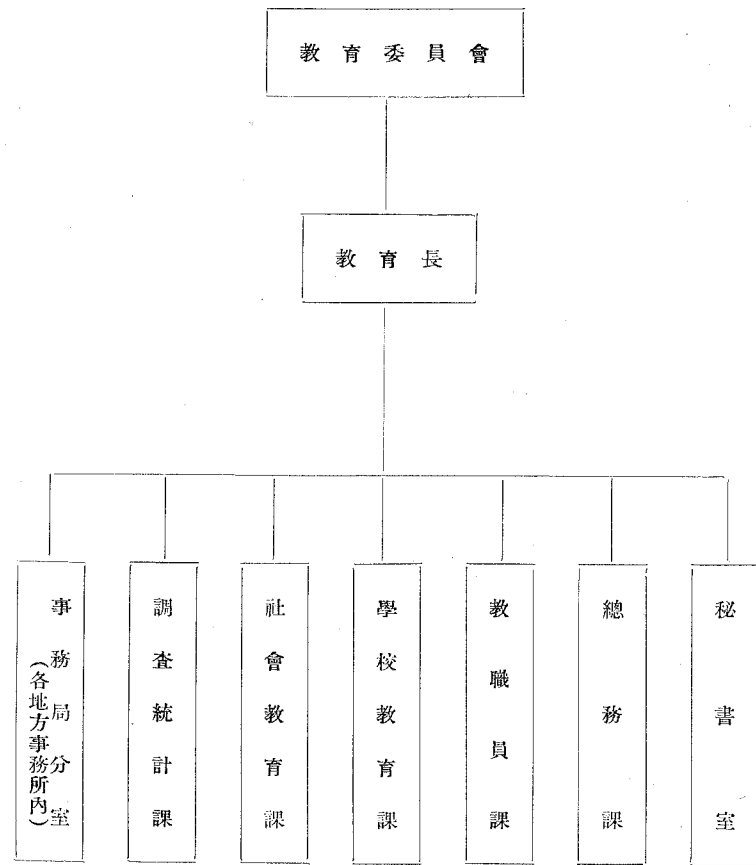 教育委員會
教育長
秘書室
總務課
教職員課
學校教育課
社會教育課
調査統計課
事務局分室
(各地方事務所內)